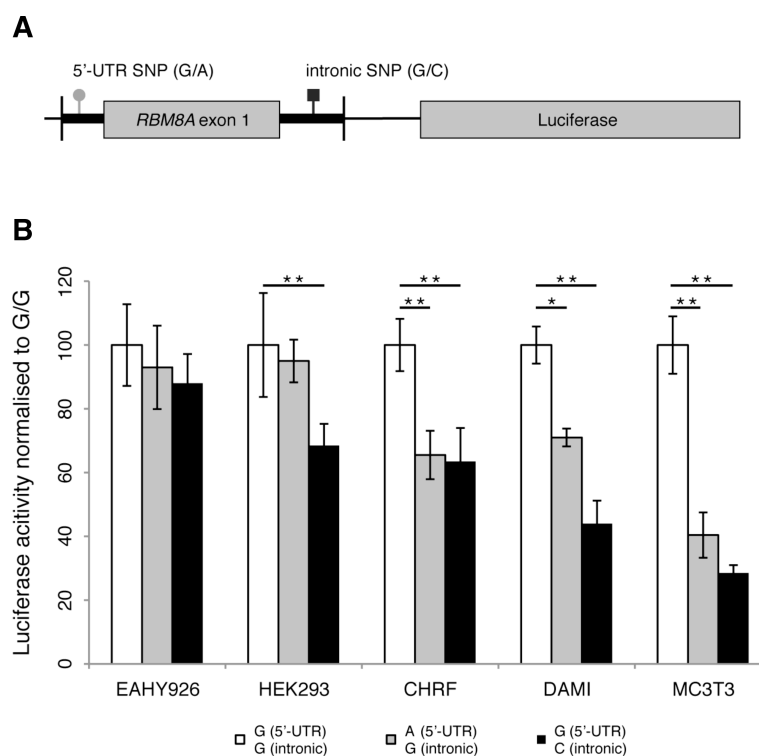 A
5'-UTR SNP (G/A)
intronic SNP (G/C)
RBM8A exon 1
Luciferase
B
Luciferase acitivity normalised to G/G
120
100
80
60
40
20
0
**
**
**
**
*
**
**
EAHY926
HEK293
CHRF
DAMI
MC3T3
G (5'-UTR)
G (intronic)
A (5'-UTR)
G (intronic)
G (5'-UTR)
C (intronic)